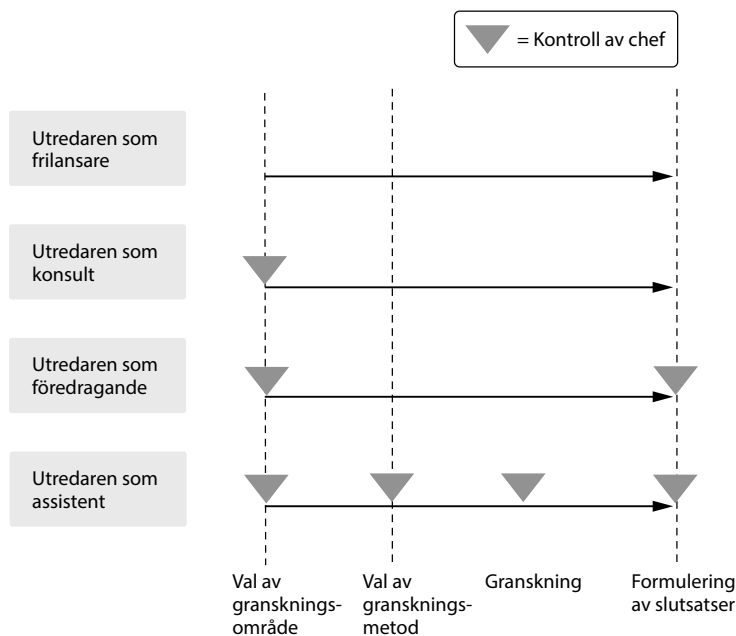 = Kontroll av chef
Utredaren som
frilansare
Utredaren som
konsult
Utredaren som
föredragande
Utredaren som
assistent
Val av
gransknings-
område
Val av
gransknings-
metod
Granskning
Formulering
av slutsatser